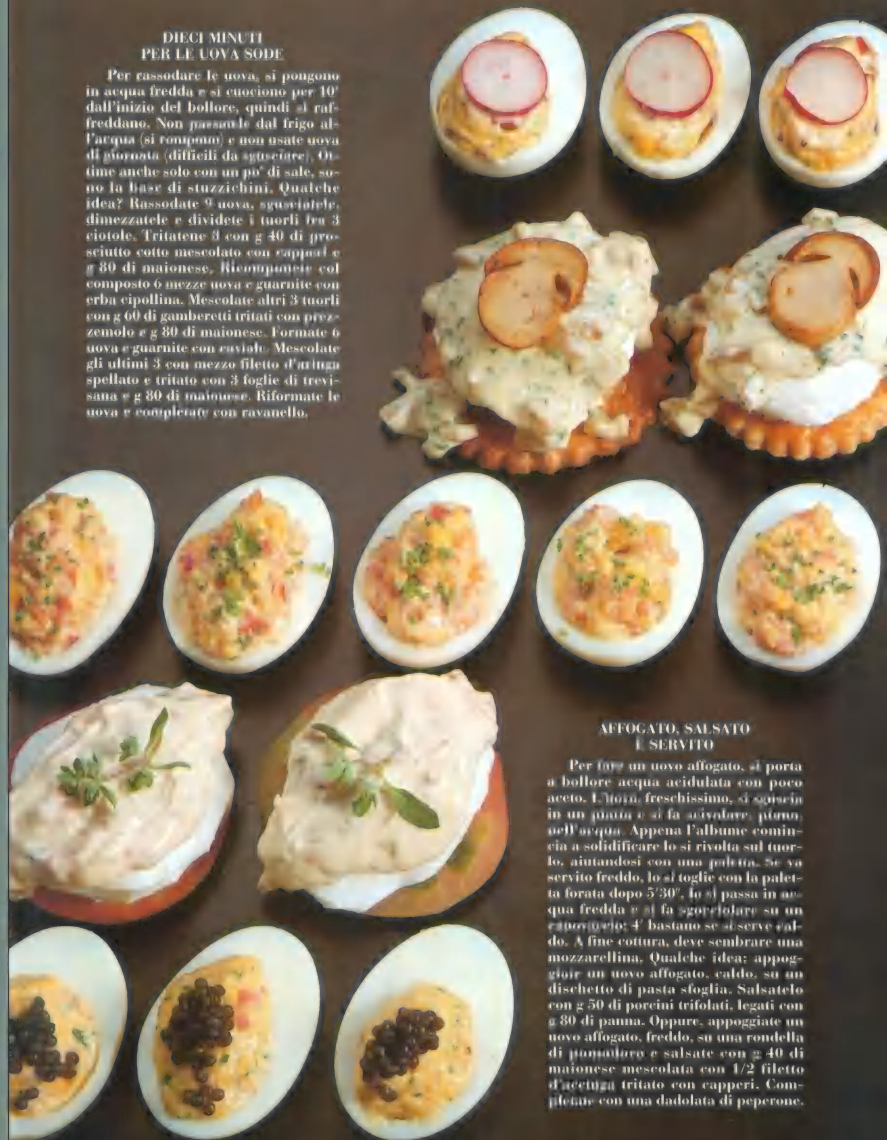 DIECI MINUTI
PER LE UOVA SODE
Per rassodare le uova, si pongono
in acqua fredda e si cuociono per 10'
dall'inizio del bollore, quindi si raf-
freddano. Non passatele dal frigo al-
l'acqua (si rompono) e non usate uova
di giornata (difficili da sgusciare). Ot-
time anche solo con un po' di sale, so-
no la base di stuzzichini. Qualche
idea? Rassodate 9 uova, sgusciatele,
dimezzatele e dividete i tuorli fra 3
ciotole. Tritatene 3 con g 40 di pro-
sciutto cotto mescolato con capperi e
g 80 di maionese. Ricomponete col
composto 6 mezze uova e guarnite con
erba cipollina. Mescolate altri 3 tuorli
con g 60 di gamberetti tritati con prez-
zemolo e g 80 di maionese. Formate 6
uova e guarnite con caviale. Mescolate
gli ultimi 3 con mezzo filetto d'aringa
spellato e tritato con 3 foglie di trevi-
sana e g 80 di maionese. Riformate le
uova e completate con ravanello.
AFFOGATO, SALSATO
E SERVITO
Per fare un uovo affogato, si porta
a bollore acqua acidulata con poco
aceto. L'uovo, freschissimo, si sguscia
in un piatto e si fa scivolare, piano,
nell'acqua. Appena l'albume comin-
cia a solidificare lo si rivolta sul tuor-
lo, aiutandosi con una paletta. Se va
servito freddo, lo si toglie con la palet-
ta forata dopo 5'30", lo si passa in ac-
qua fredda e si fa sgocciolare su un
canovaccio; 4' bastano se si serve cal-
do. A fine cottura, deve sembrare una
mozzarellina. Qualche idea: appog-
giate un uovo affogato, caldo, su un
dischetto di pasta sfoglia. Salsatelo
con g 50 di porcini trifolati, legati con
g 80 di panna. Oppure, appoggiate un
uovo affogato, freddo, su una rondella
di pomodoro e salsate con g 40 di
maionese mescolata con 1/2 filetto
d'acciuga tritato con capperi. Com-
pletate con una dadolata di peperone.